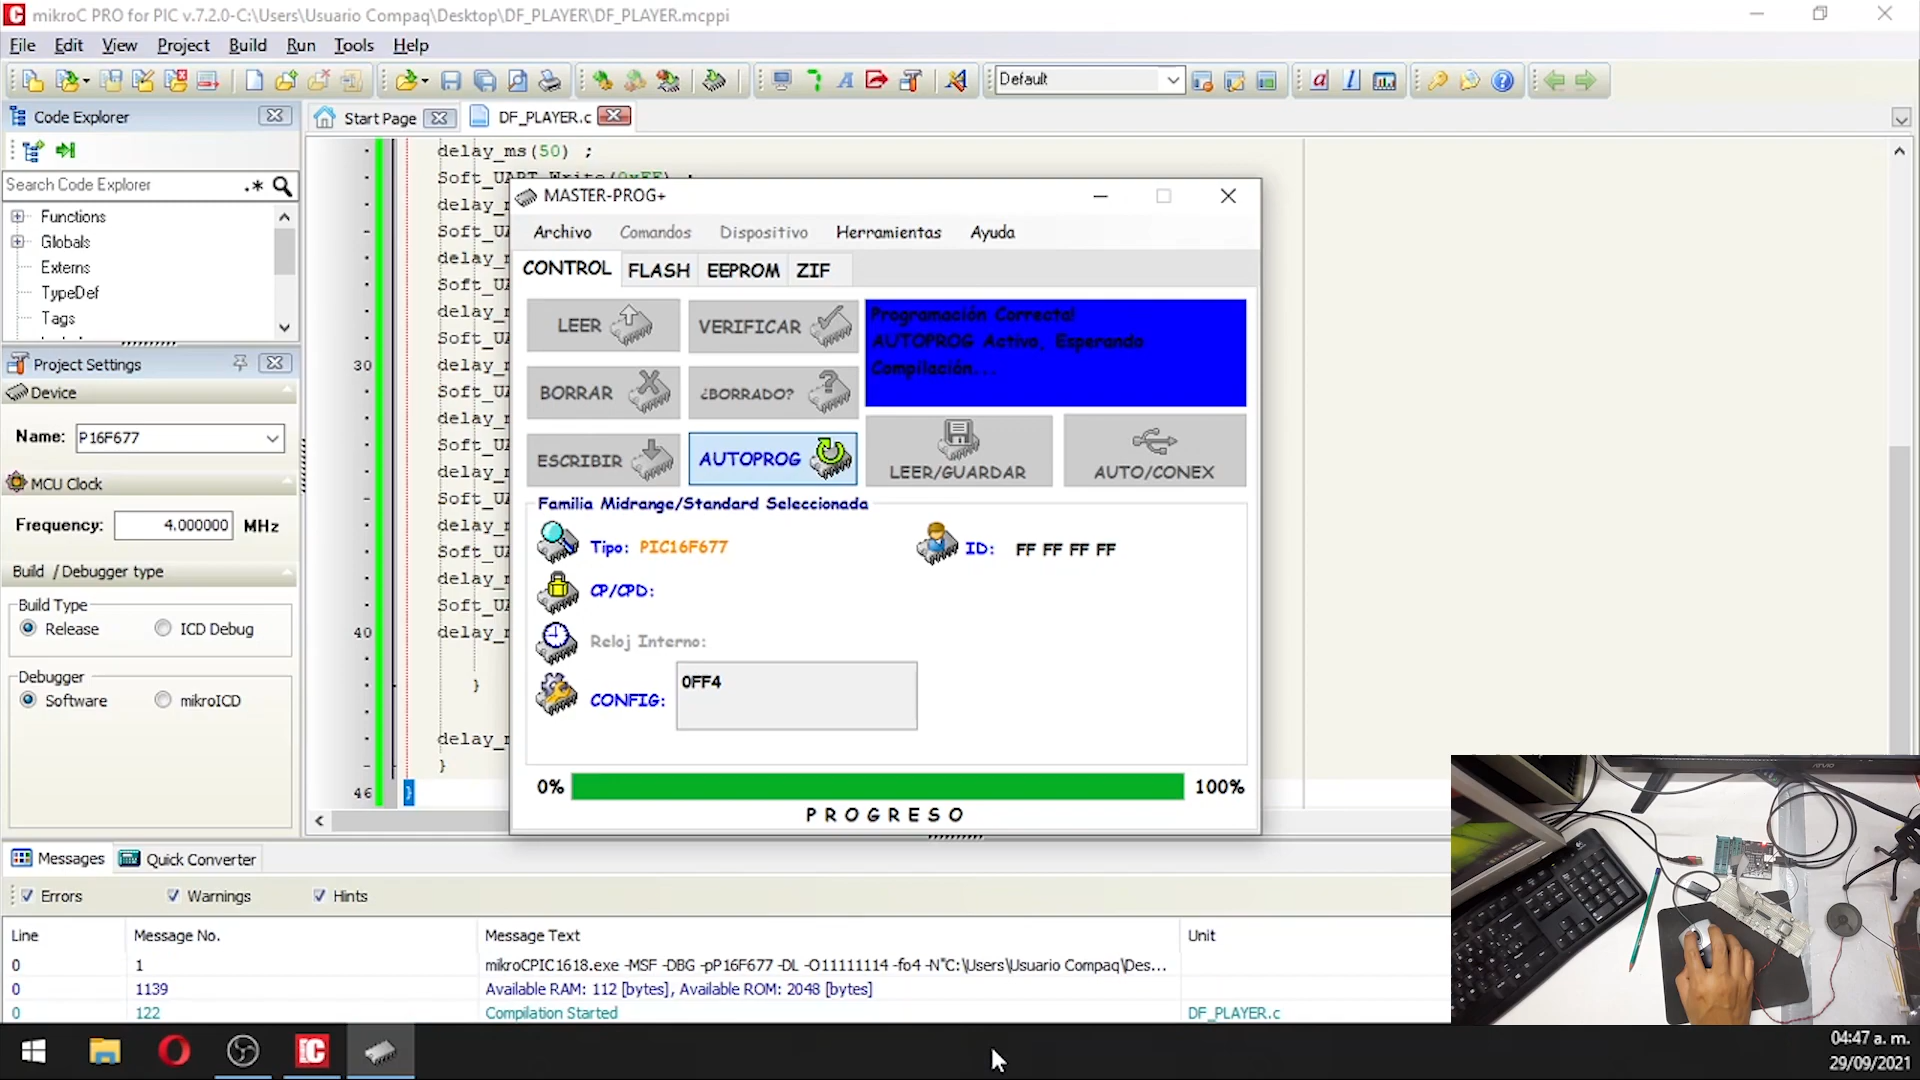 mikroC PRO for PIC v.7.2.0-C:\Users\Usuario Compaq\Desktop\DF_PLAYER\DF_PLAYER.mcppi
File Edit View Project Build Run Tools Help
Default
Code Explorer
Start Page
DF_PLAYER.c
Search Code Explorer
Functions
Globals
Externs
TypeDef
Tags
Project Settings
Device
Name: P16F677
MCU Clock
Frequency: 4.000000 MHz
Build / Debugger type
Build Type
Release ICD Debug
Debugger
Software mikroICD
delay_ms(50) ;
Soft_UART_Write(0xFF) ;
30
40
46
}
}
MASTER-PROG+
Archivo Comandos Dispositivo Herramientas Ayuda
CONTROL FLASH EEPROM ZIF
LEER VERIFICAR
BORRAR ¿BORRADO?
ESCRIBIR AUTOPROG
Programación Correcta!
AUTOPROG Activo, Esperando
Compilación...
LEER/GUARDAR AUTO/CONEX
Familia Midrange/Standard Seleccionada
Tipo: PIC16F677 ID: FF FF FF FF
CP/CPD:
Reloj Interno:
CONFIG: 0FF4
0% 100%
PROGRESO
Messages Quick Converter
Errors Warnings Hints
Line Message No. Message Text Unit
0 1 mikroCPIC1618.exe -MSF -DBG -pP16F677 -DL -O11111114 -fo4 -N"C:\Users\Usuario Compaq\Des...
0 1139 Available RAM: 112 [bytes], Available ROM: 2048 [bytes]
0 122 Compilation Started DF_PLAYER.c
04:47 a. m.
29/09/2021